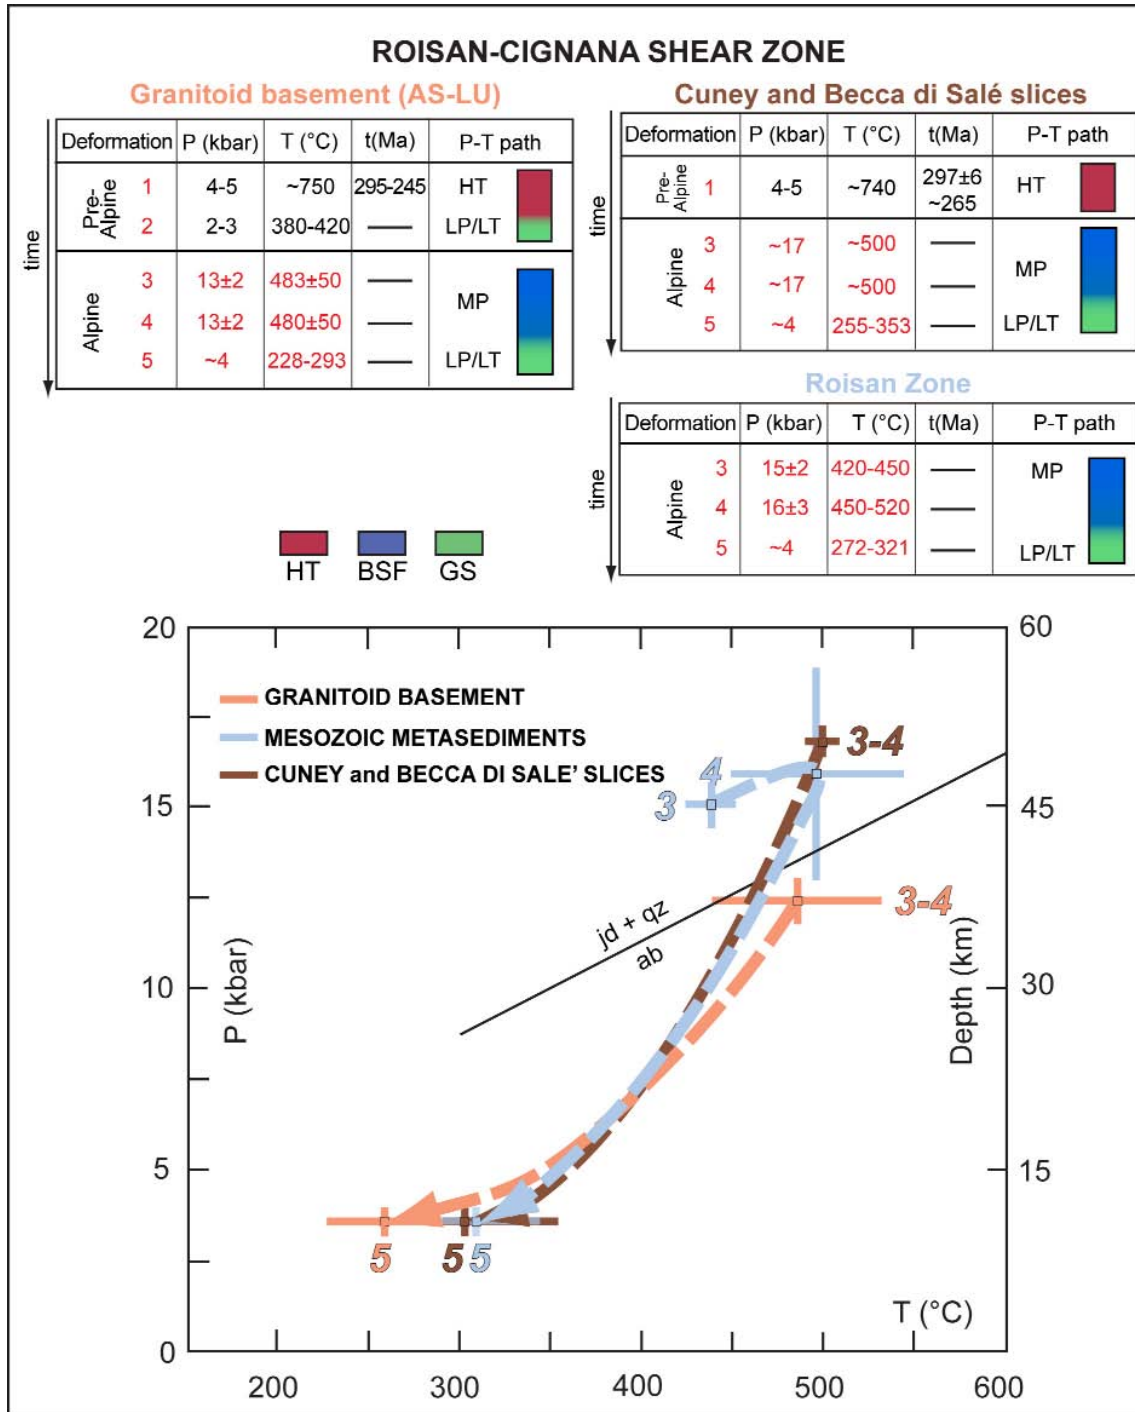 ROISAN-CIGNANA SHEAR ZONE
Granitoid basement (AS-LU)
Deformation P (kbar) T (°C) t(Ma) P-T path
time
Pre-Alpine
1 4-5 ~750 295-245 HT
2 2-3 380-420 — LP/LT
Alpine
3 13±2 483±50 —
MP
4 13±2 480±50 —
5 ~4 228-293 — LP/LT
Cuney and Becca di Salé slices
Deformation P (kbar) T (°C) t(Ma) P-T path
time
Pre-Alpine
1 4-5 ~740 297±6 HT
~265
Alpine
3 ~17 ~500 —
MP
4 ~17 ~500 —
5 ~4 255-353 — LP/LT
Roisan Zone
Deformation P (kbar) T (°C) t(Ma) P-T path
time
Alpine
3 15±2 420-450 — MP
4 16±3 450-520 —
5 ~4 272-321 — LP/LT
HT BSF GS
20 60
GRANITOID BASEMENT
MESOZOIC METASEDIMENTS
CUNEY and BECCA DI SALE’ SLICES
3-4
4
3
15 45
3-4
jd + qz
ab
P (kbar)
Depth (km)
10 30
5 15
5 5 5
T (°C)
0 0
200 300 400 500 600